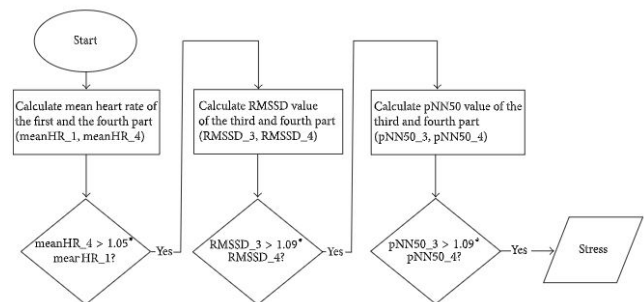 Start
Calculate mean heart rate of
the first and the fourth part
(meanHR_1, meanHR_4)
meanHR_4 > 1.05*
meanHR_1?
Yes
Calculate RMSSD value
of the third and fourth part
(RMSSD_3, RMSSD_4)
RMSSD_3 > 1.09*
RMSSD_4?
Yes
Calculate pNN50 value of the
third and fourth part
(pNN50_3, pNN50_4)
pNN50_3 > 1.09*
pNN50_4?
Yes
Stress